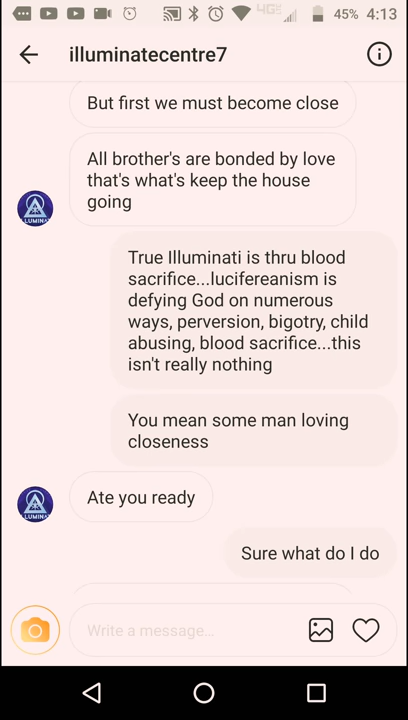 4G
45% 4:13
illuminatecentre7
But first we must become close
All brother's are bonded by love
that's what's keep the house
going
LUMINA
True Illuminati is thru blood
sacrifice...lucifereanism is
defying God on numerous
ways, perversion, bigotry, child
abusing, blood sacrifice...this
isn't really nothing
You mean some man loving
closeness
LUMINA
Ate you ready
Sure what do I do
Write a message...